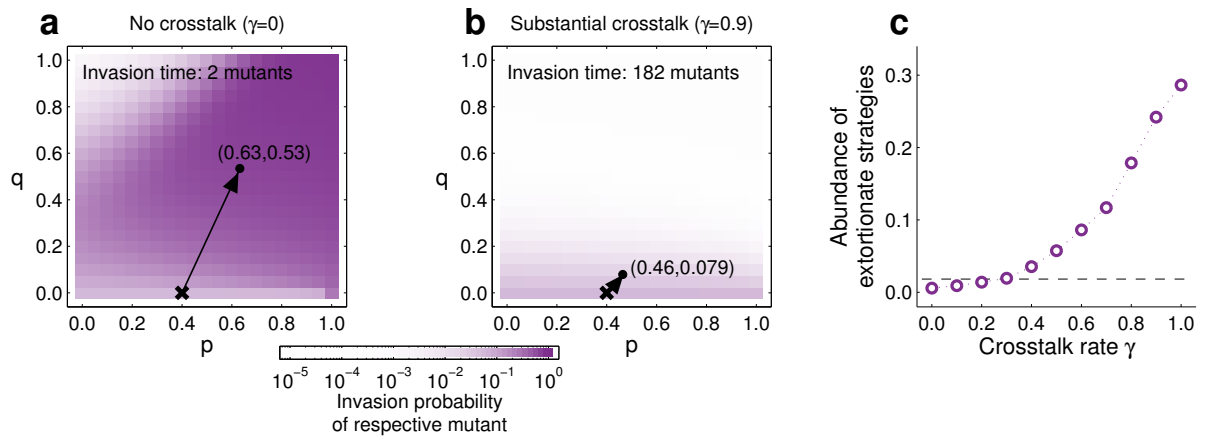 a
No crosstalk (γ=0)
q
1.0
0.8
0.6
0.4
0.2
0.0
Invasion time: 2 mutants
(0.63,0.53)
0.0 0.2 0.4 0.6 0.8 1.0
p
b
Substantial crosstalk (γ=0.9)
q
1.0
0.8
0.6
0.4
0.2
0.0
Invasion time: 182 mutants
(0.46,0.079)
0.0 0.2 0.4 0.6 0.8 1.0
p
10⁻⁵ 10⁻⁴ 10⁻³ 10⁻² 10⁻¹ 10⁰
Invasion probability
of respective mutant
c
Abundance of
extortionate strategies
0.3
0.2
0.1
0.0
0.0 0.2 0.4 0.6 0.8 1.0
Crosstalk rate γ